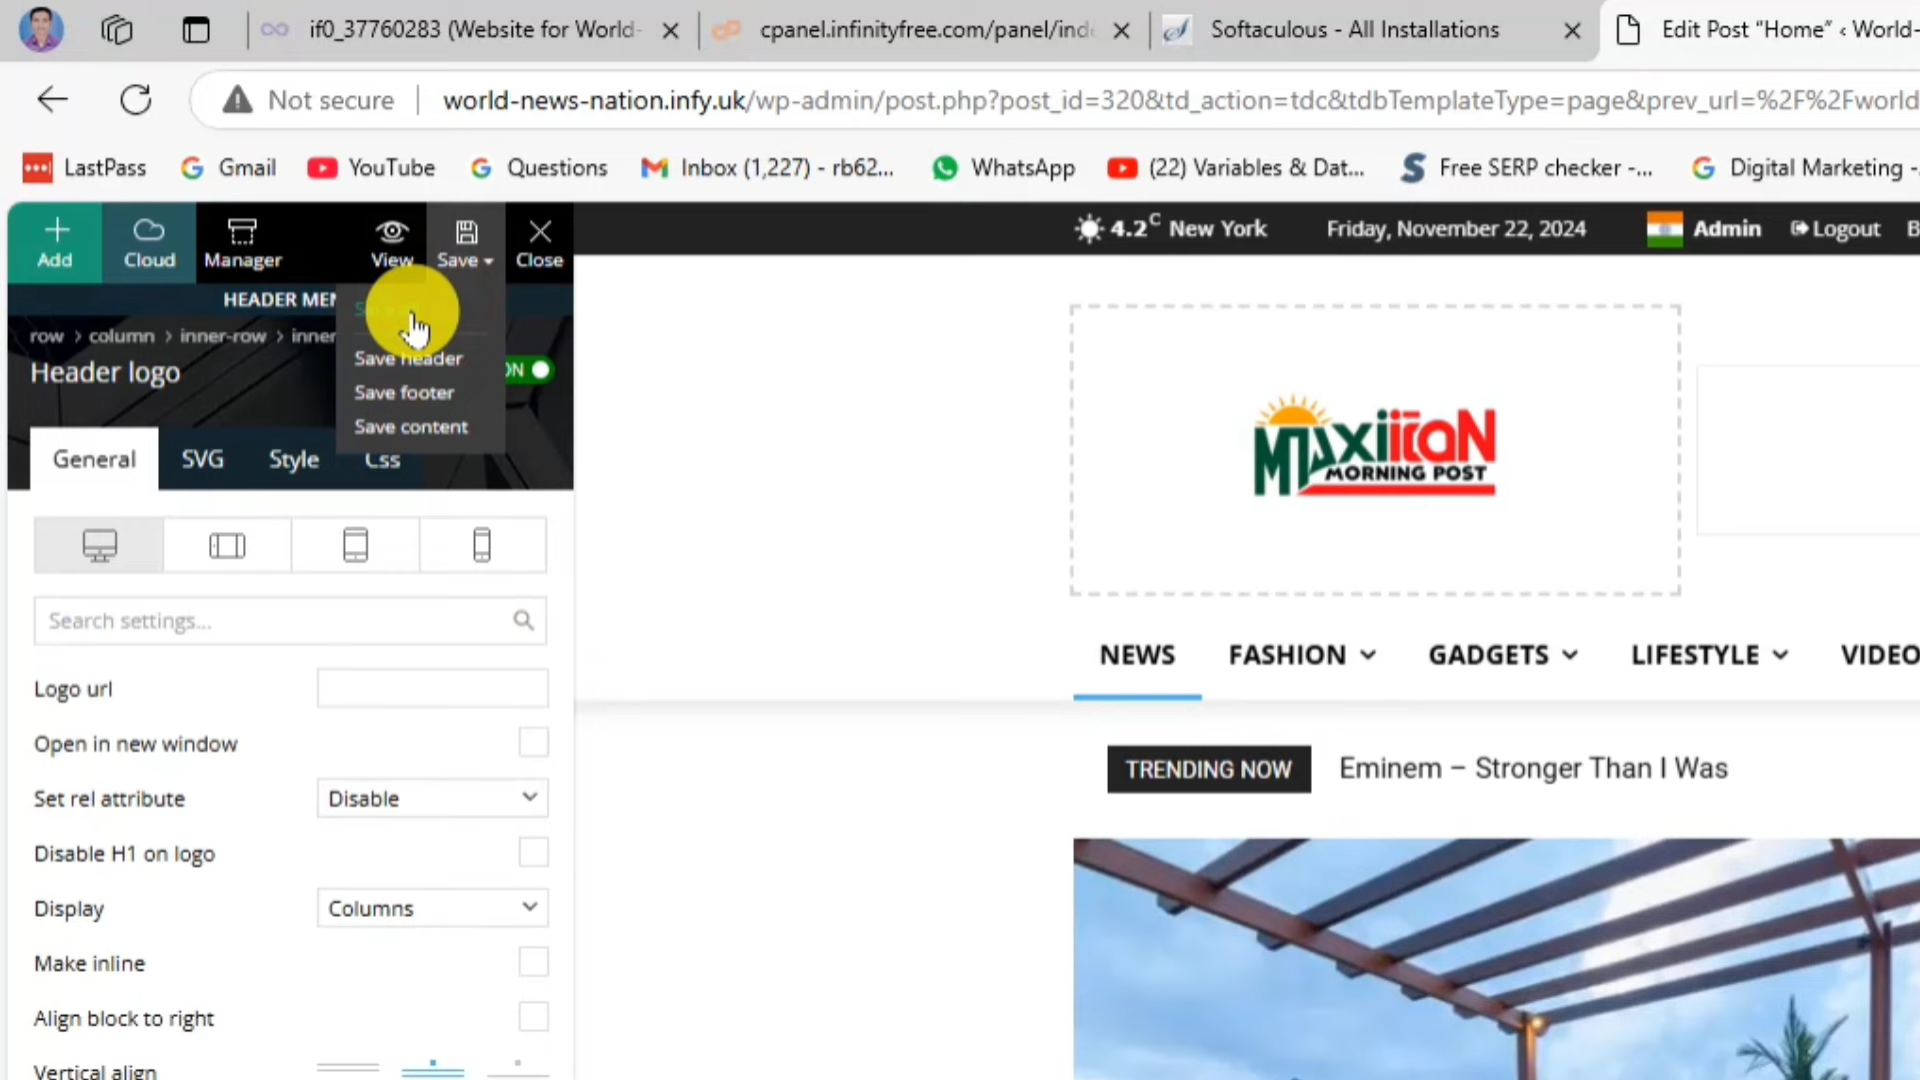 if0_37760283 (Website for World-
cpanel.infinityfree.com/panel/inde
Softaculous - All Installations
Edit Post “Home” ‹ World-
Not secure
world-news-nation.infy.uk/wp-admin/post.php?post_id=320&td_action=tdc&tdbTemplateType=page&prev_url=%2F%2Fworld
LastPass
Gmail
YouTube
Questions
Inbox (1,227) - rb62...
WhatsApp
(22) Variables & Dat...
Free SERP checker -...
Digital Marketing -
Add
Cloud
Manager
View
Save
Close
4.2 C New York
Friday, November 22, 2024
Admin
Logout
B
HEADER MEN
row > column > inner-row > inner
Header logo
ON
Save header
Save footer
Save content
General
SVG
Style
Css
MAXIICAN
MORNING POST
Search settings...
NEWS
FASHION
GADGETS
LIFESTYLE
VIDEO
Logo url
Open in new window
Set rel attribute
Disable
TRENDING NOW
Eminem – Stronger Than I Was
Disable H1 on logo
Display
Columns
Make inline
Align block to right
Vertical align